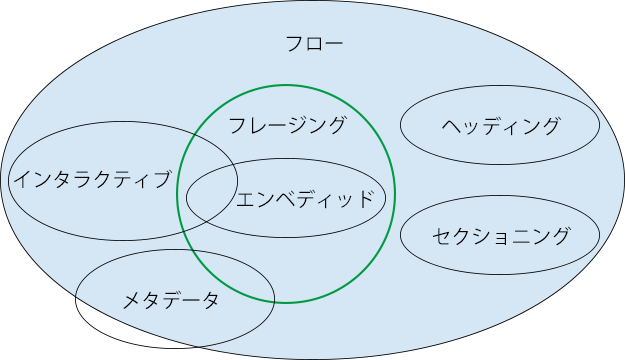 フロー
フレージング
ヘッディング
インタラクティブ
エンベディッド
セクショニング
メタデータ